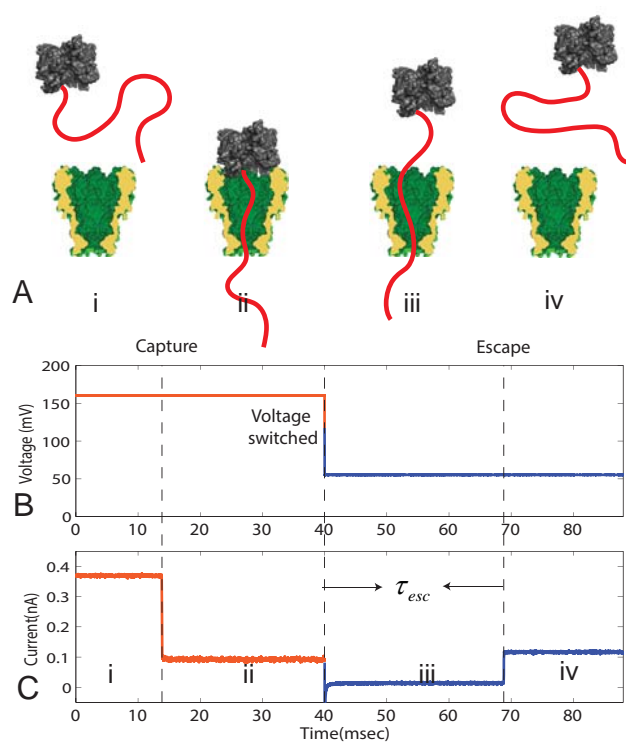 A
i
ii
iii
iv
Capture
Escape
B
Voltage (mV)
200
150
100
50
0
Voltage
switched
0 10 20 30 40 50 60 70 80
C
Current(nA)
0.4
0.3
0.2
0.1
0
τesc
i
ii
iii
iv
0 10 20 30 40 50 60 70 80
Time(msec)